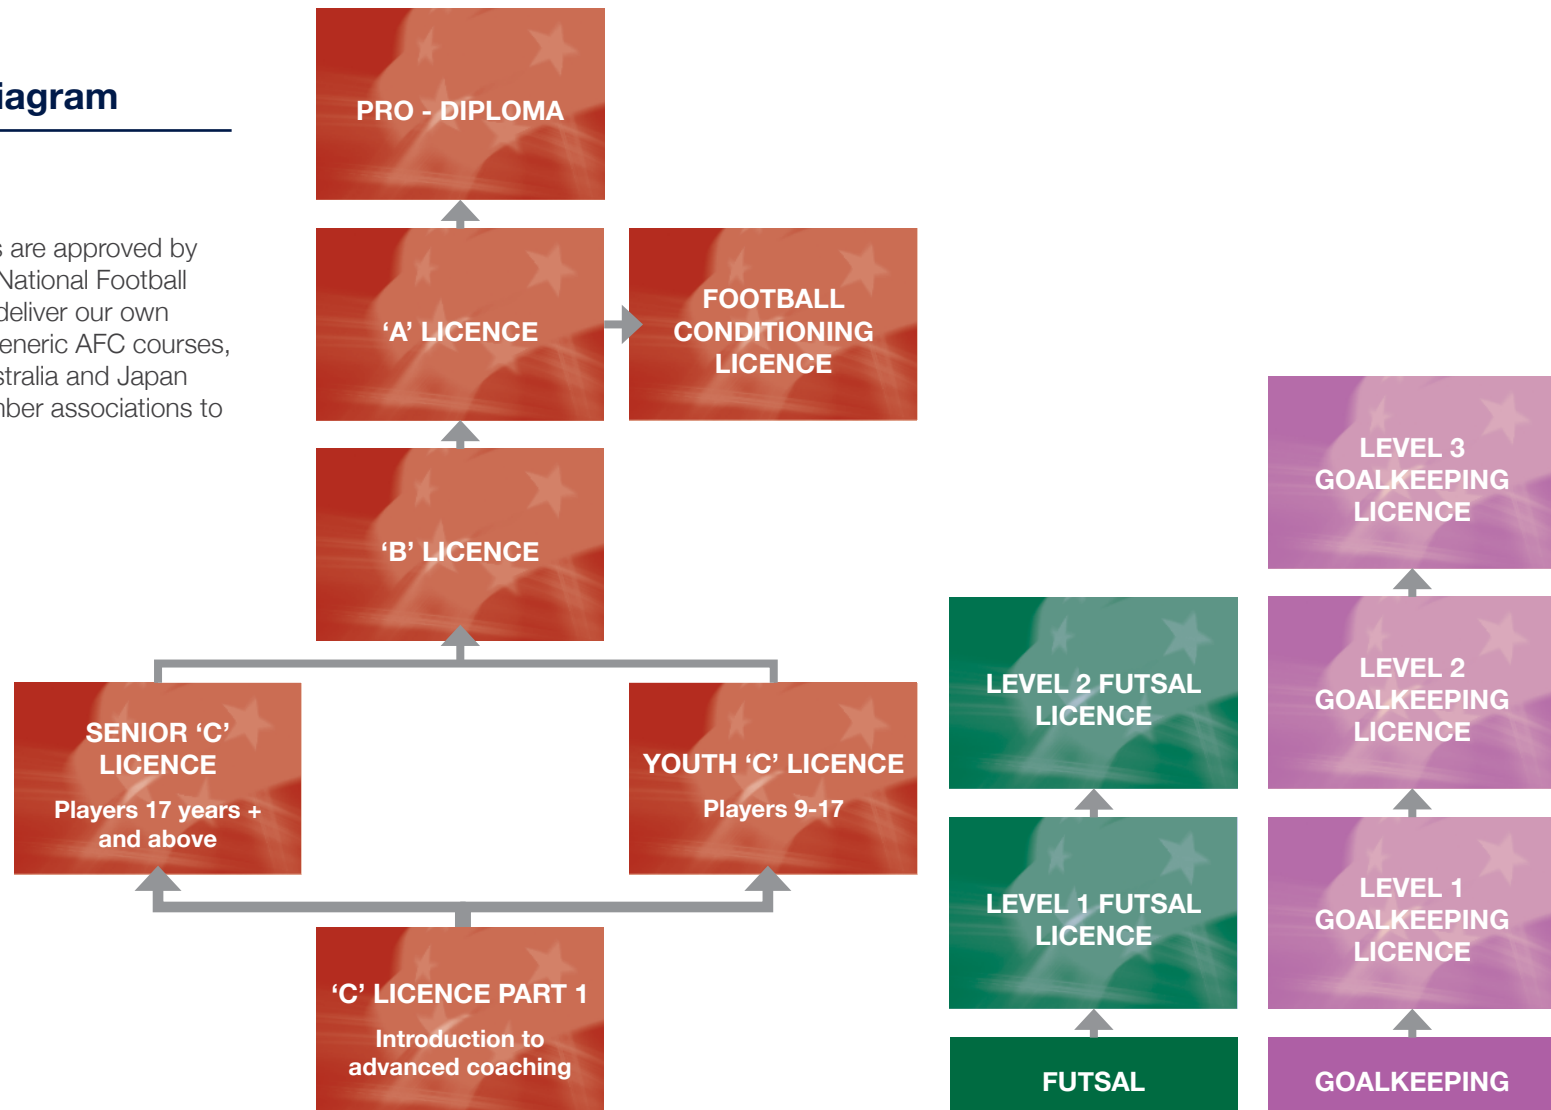 iagram
s are approved by
National Football
deliver our own
eneric AFC courses,
stralia and Japan
nber associations to
PRO - DIPLOMA
‘A’ LICENCE
FOOTBALL
CONDITIONING
LICENCE
‘B’ LICENCE
SENIOR ‘C’
LICENCE
Players 17 years +
and above
YOUTH ‘C’ LICENCE
Players 9-17
‘C’ LICENCE PART 1
Introduction to
advanced coaching
LEVEL 2 FUTSAL
LICENCE
LEVEL 1 FUTSAL
LICENCE
FUTSAL
LEVEL 3
GOALKEEPING
LICENCE
LEVEL 2
GOALKEEPING
LICENCE
LEVEL 1
GOALKEEPING
LICENCE
GOALKEEPING